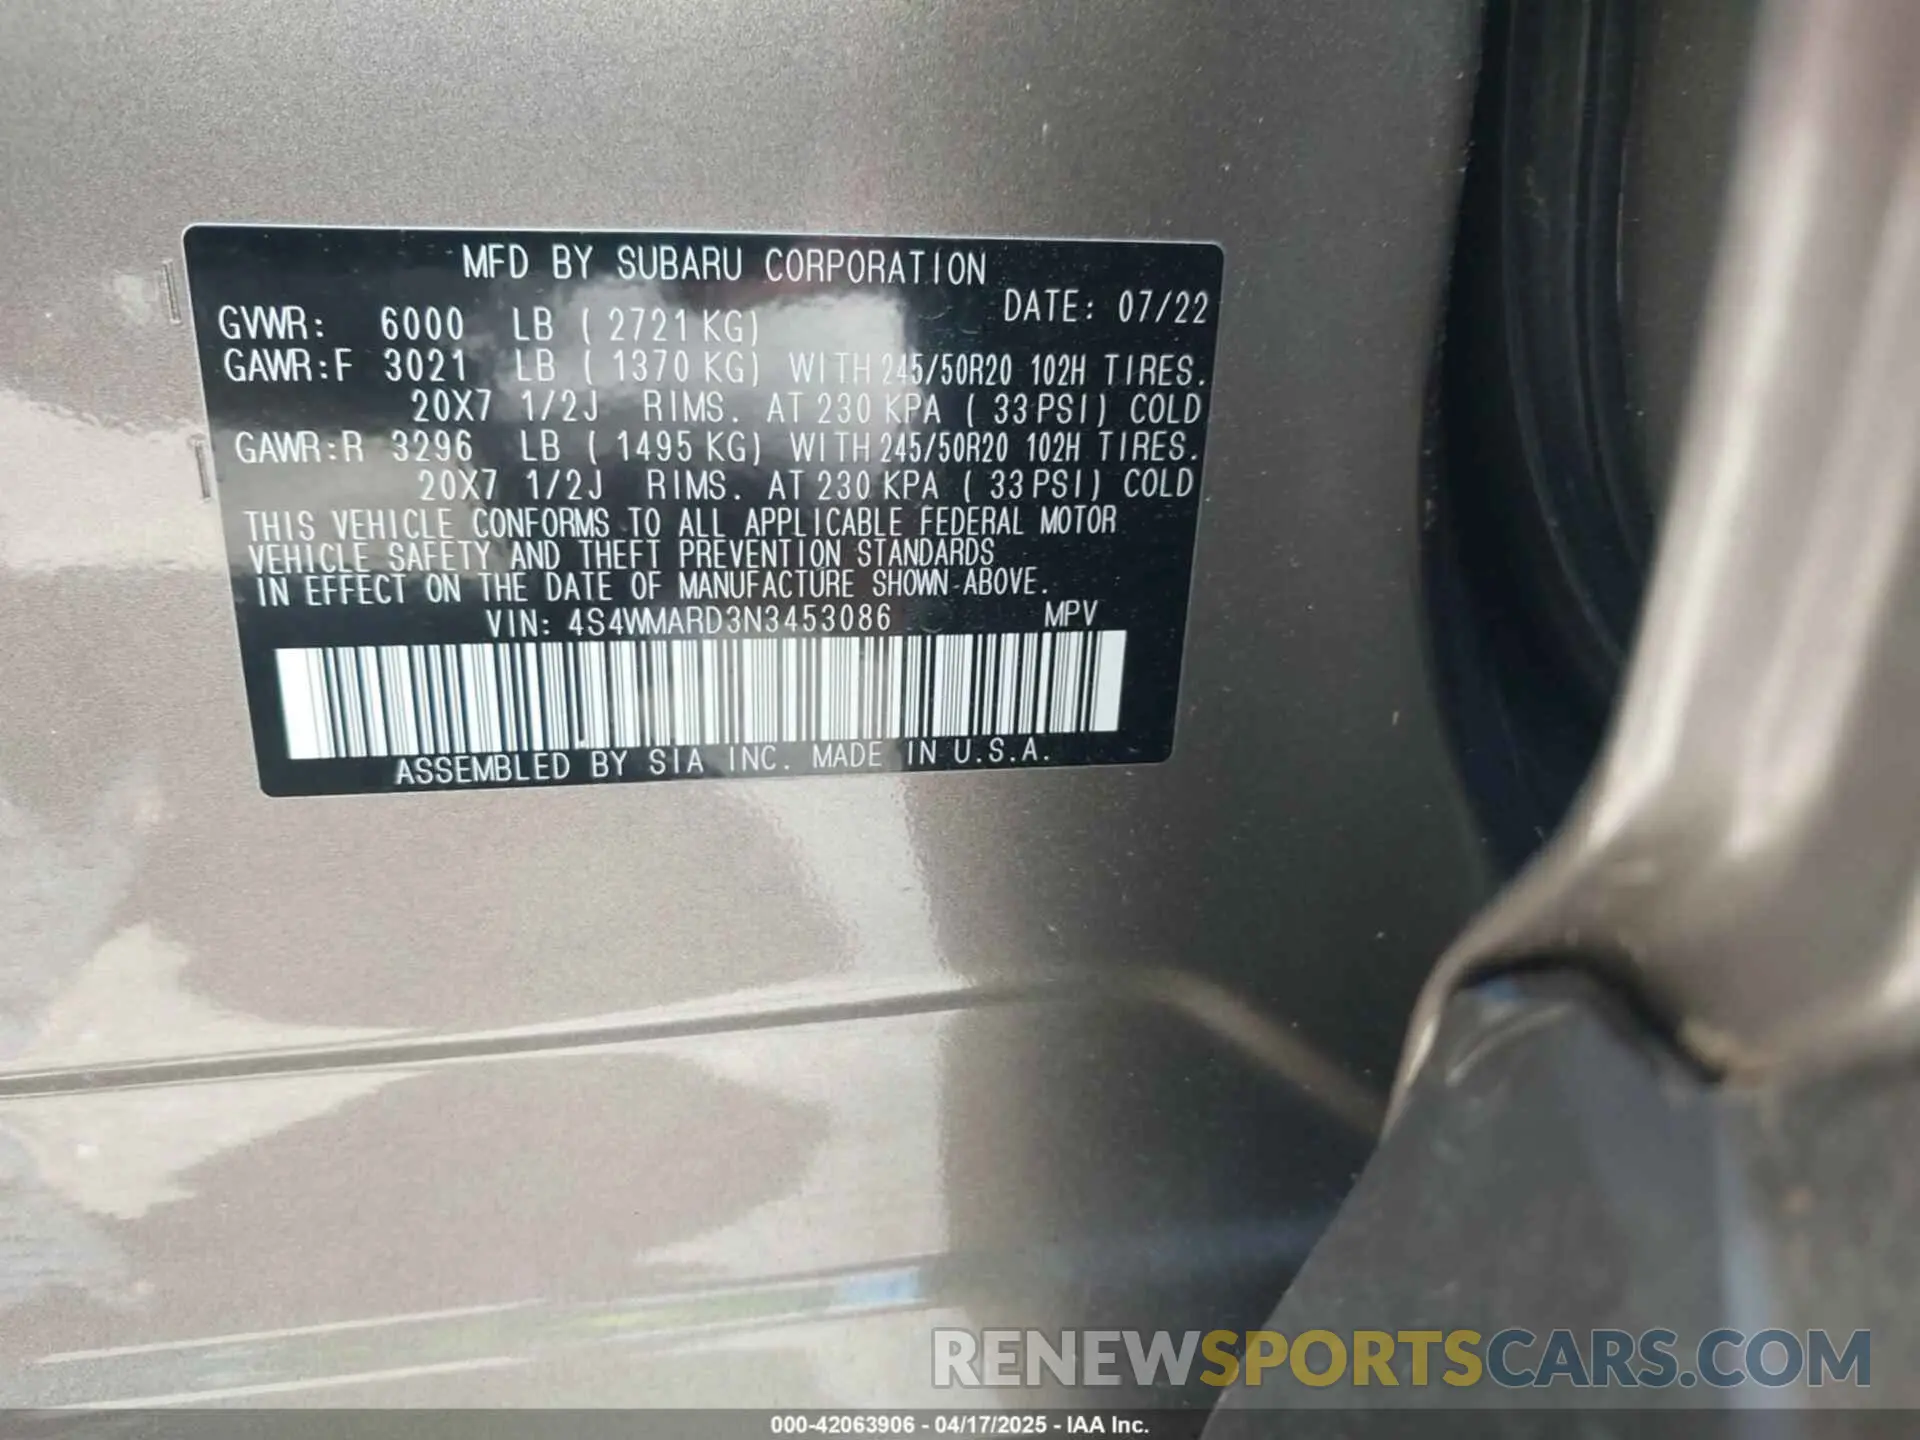 MFD BY SUBARU CORPORATION
DATE: 07/22
GVWR: 6000 LB ( 2721 KG)
GAWR:F 3021 LB ( 1370 KG) WITH 245/50R20 102H TIRES.
20X7 1/2J RIMS. AT 230 KPA ( 33 PSI) COLD
GAWR:R 3296 LB ( 1495 KG) WITH 245/50R20 102H TIRES.
20X7 1/2J RIMS. AT 230 KPA ( 33 PSI) COLD
THIS VEHICLE CONFORMS TO ALL APPLICABLE FEDERAL MOTOR
VEHICLE SAFETY AND THEFT PREVENTION STANDARDS
IN EFFECT ON THE DATE OF MANUFACTURE SHOWN ABOVE.
VIN: 4S4WMARD3N3453086 MPV
ASSEMBLED BY SIA INC. MADE IN U.S.A.
RENEWSPORTSCARS.COM
000-42063906 - 04/17/2025 - IAA Inc.